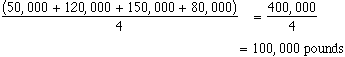 (50,000 + 120,000 + 150,000 + 80,000)/4 = 400,000/4
= 100,000 pounds